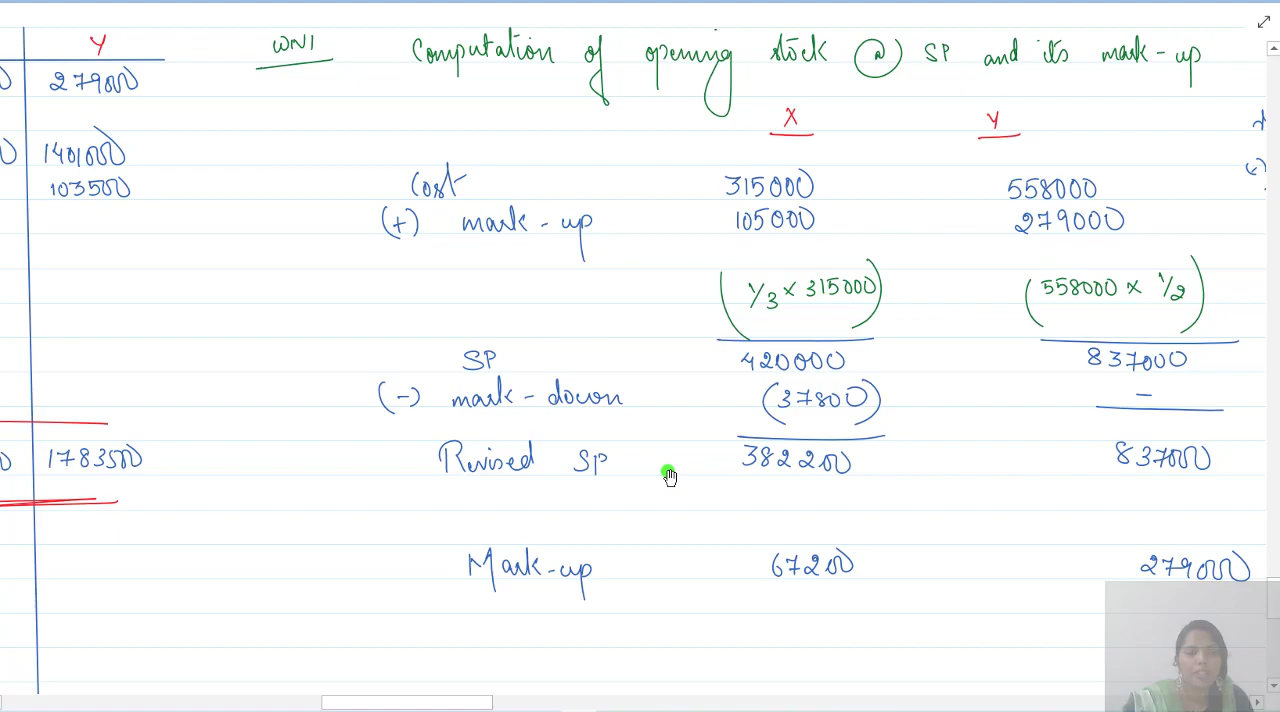 Y
279000
1401000
103500
1783500
WN1 Computation of opening stock @ SP and its mark-up
X Y
Cost 315000 558000
(+) mark-up 105000 279000
(1/3 × 315000) (558000 × 1/2)
SP 420000 837000
(-) mark-down (37800) -
Revised SP 382200 837000
Mark-up 67200 279000